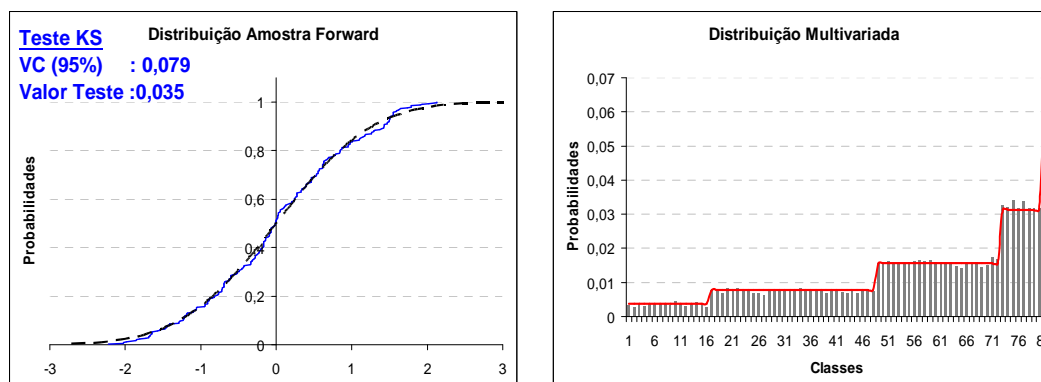 Teste KS
Distribuição Amostra Forward
VC (95%) : 0,079
Valor Teste :0,035
1
0,8
0,6
0,4
0,2
0
-3 -2 -1 0 1 2 3
Probabilidades
Distribuição Multivariada
0,07
0,06
0,05
0,04
0,03
0,02
0,01
0
1 6 11 16 21 26 31 36 41 46 51 56 61 66 71 76
Probabilidades
Classes